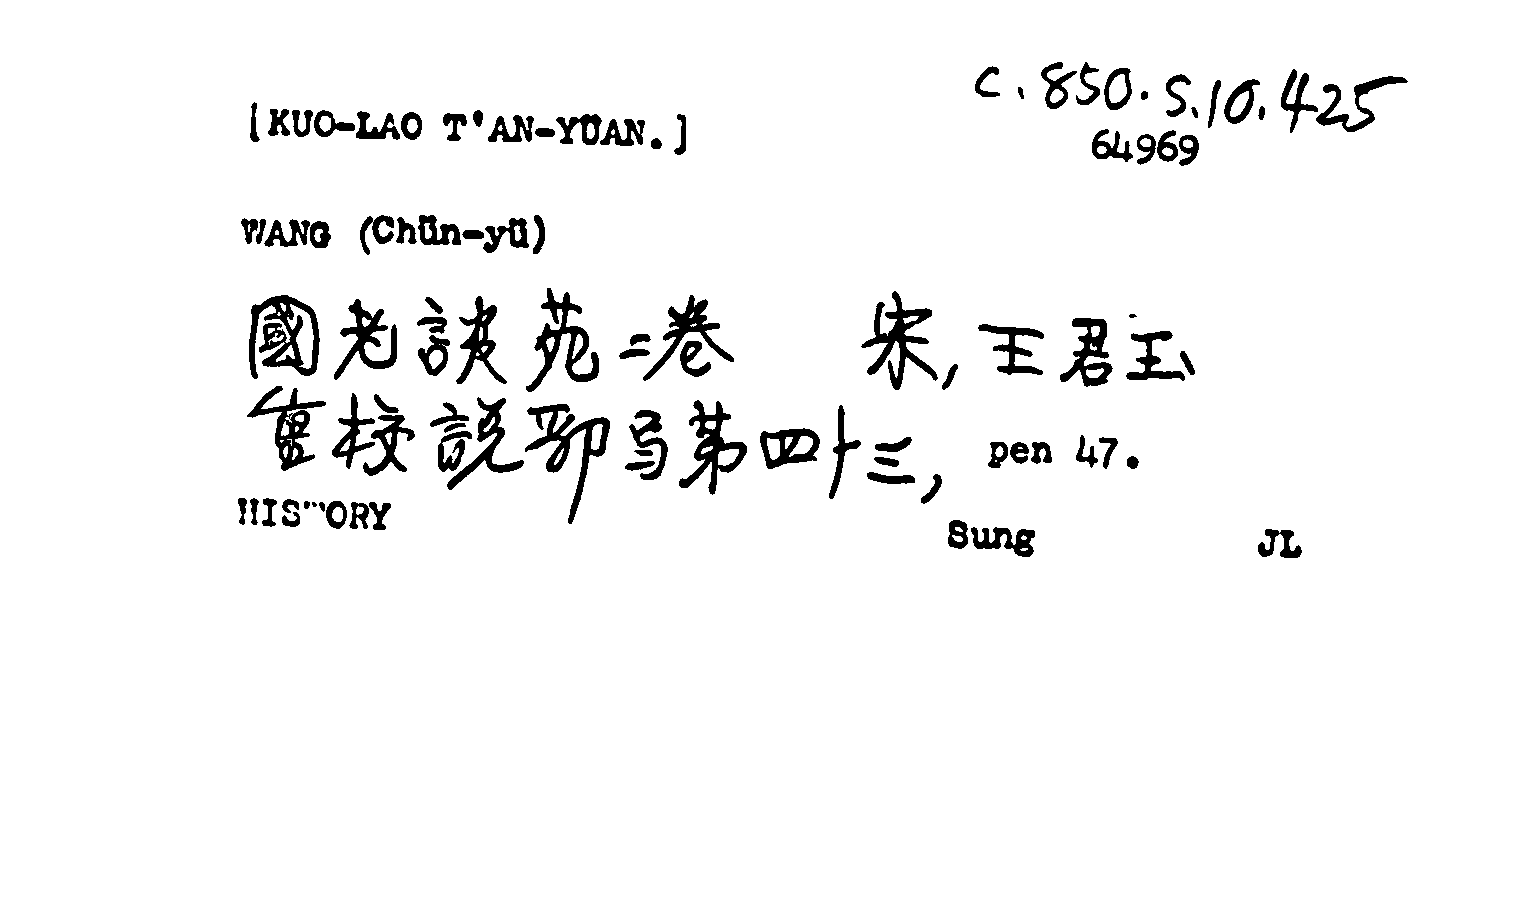 C.850.S.10.425
[KUO-LAO T'AN-YÜAN.]
64969
WANG (Chün-yü)
國老談苑二卷 宋, 王君玉
重校說郛弓第四十三, pen 47.
HISTORY
Sung JL